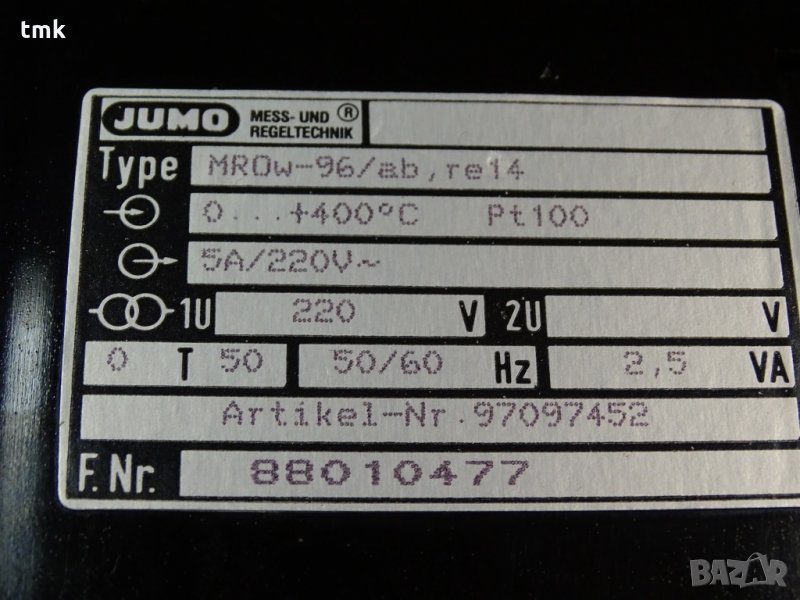 tmk
JUMO MESS- UND ® REGELTECHNIK
Type MROw-96/ab,re14
0...+400°C Pt100
5A/220V~
1U 220 V 2U V
0 T 50 50/60 Hz 2,5 VA
Artikel-Nr.97097452
F.Nr. 88010477
BAZAR